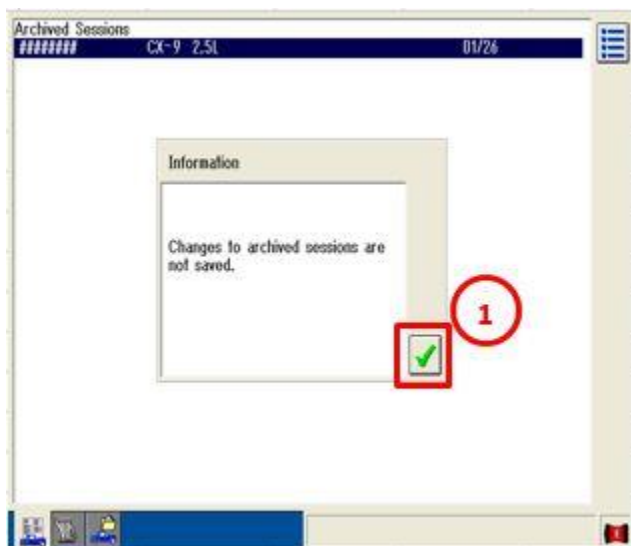 Archived Sessions
######## CX-9 2.5L 01/26
Information
Changes to archived sessions are
not saved.
1